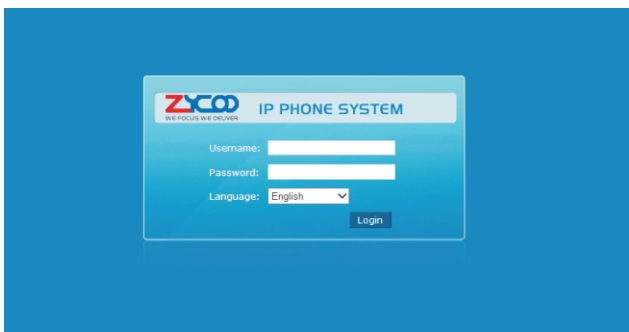 ZYCOO
WE FOCUS, WE DELIVER
IP PHONE SYSTEM
Username:
Password:
Language: English
Login